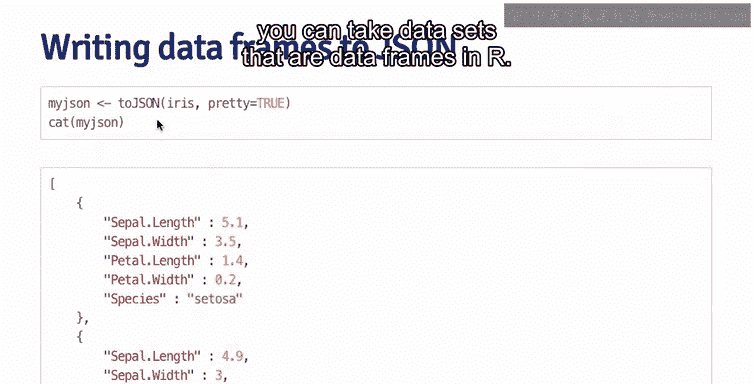 Writing data frames to JSON
you can take data sets
that are data frames in R.
myjson <- toJSON(iris, pretty=TRUE)
cat(myjson)
[
{
"Sepal.Length" : 5.1,
"Sepal.Width" : 3.5,
"Petal.Length" : 1.4,
"Petal.Width" : 0.2,
"Species" : "setosa"
},
{
"Sepal.Length" : 4.9,
"Sepal.Width" : 3,